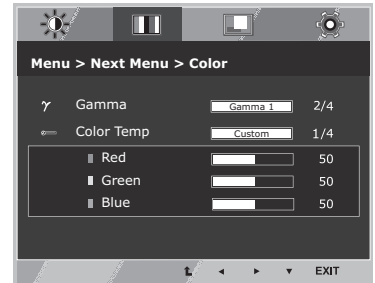 Menu > Next Menu > Color
γ Gamma Gamma 1 2/4
Color Temp Custom 1/4
Red 50
Green 50
Blue 50
EXIT